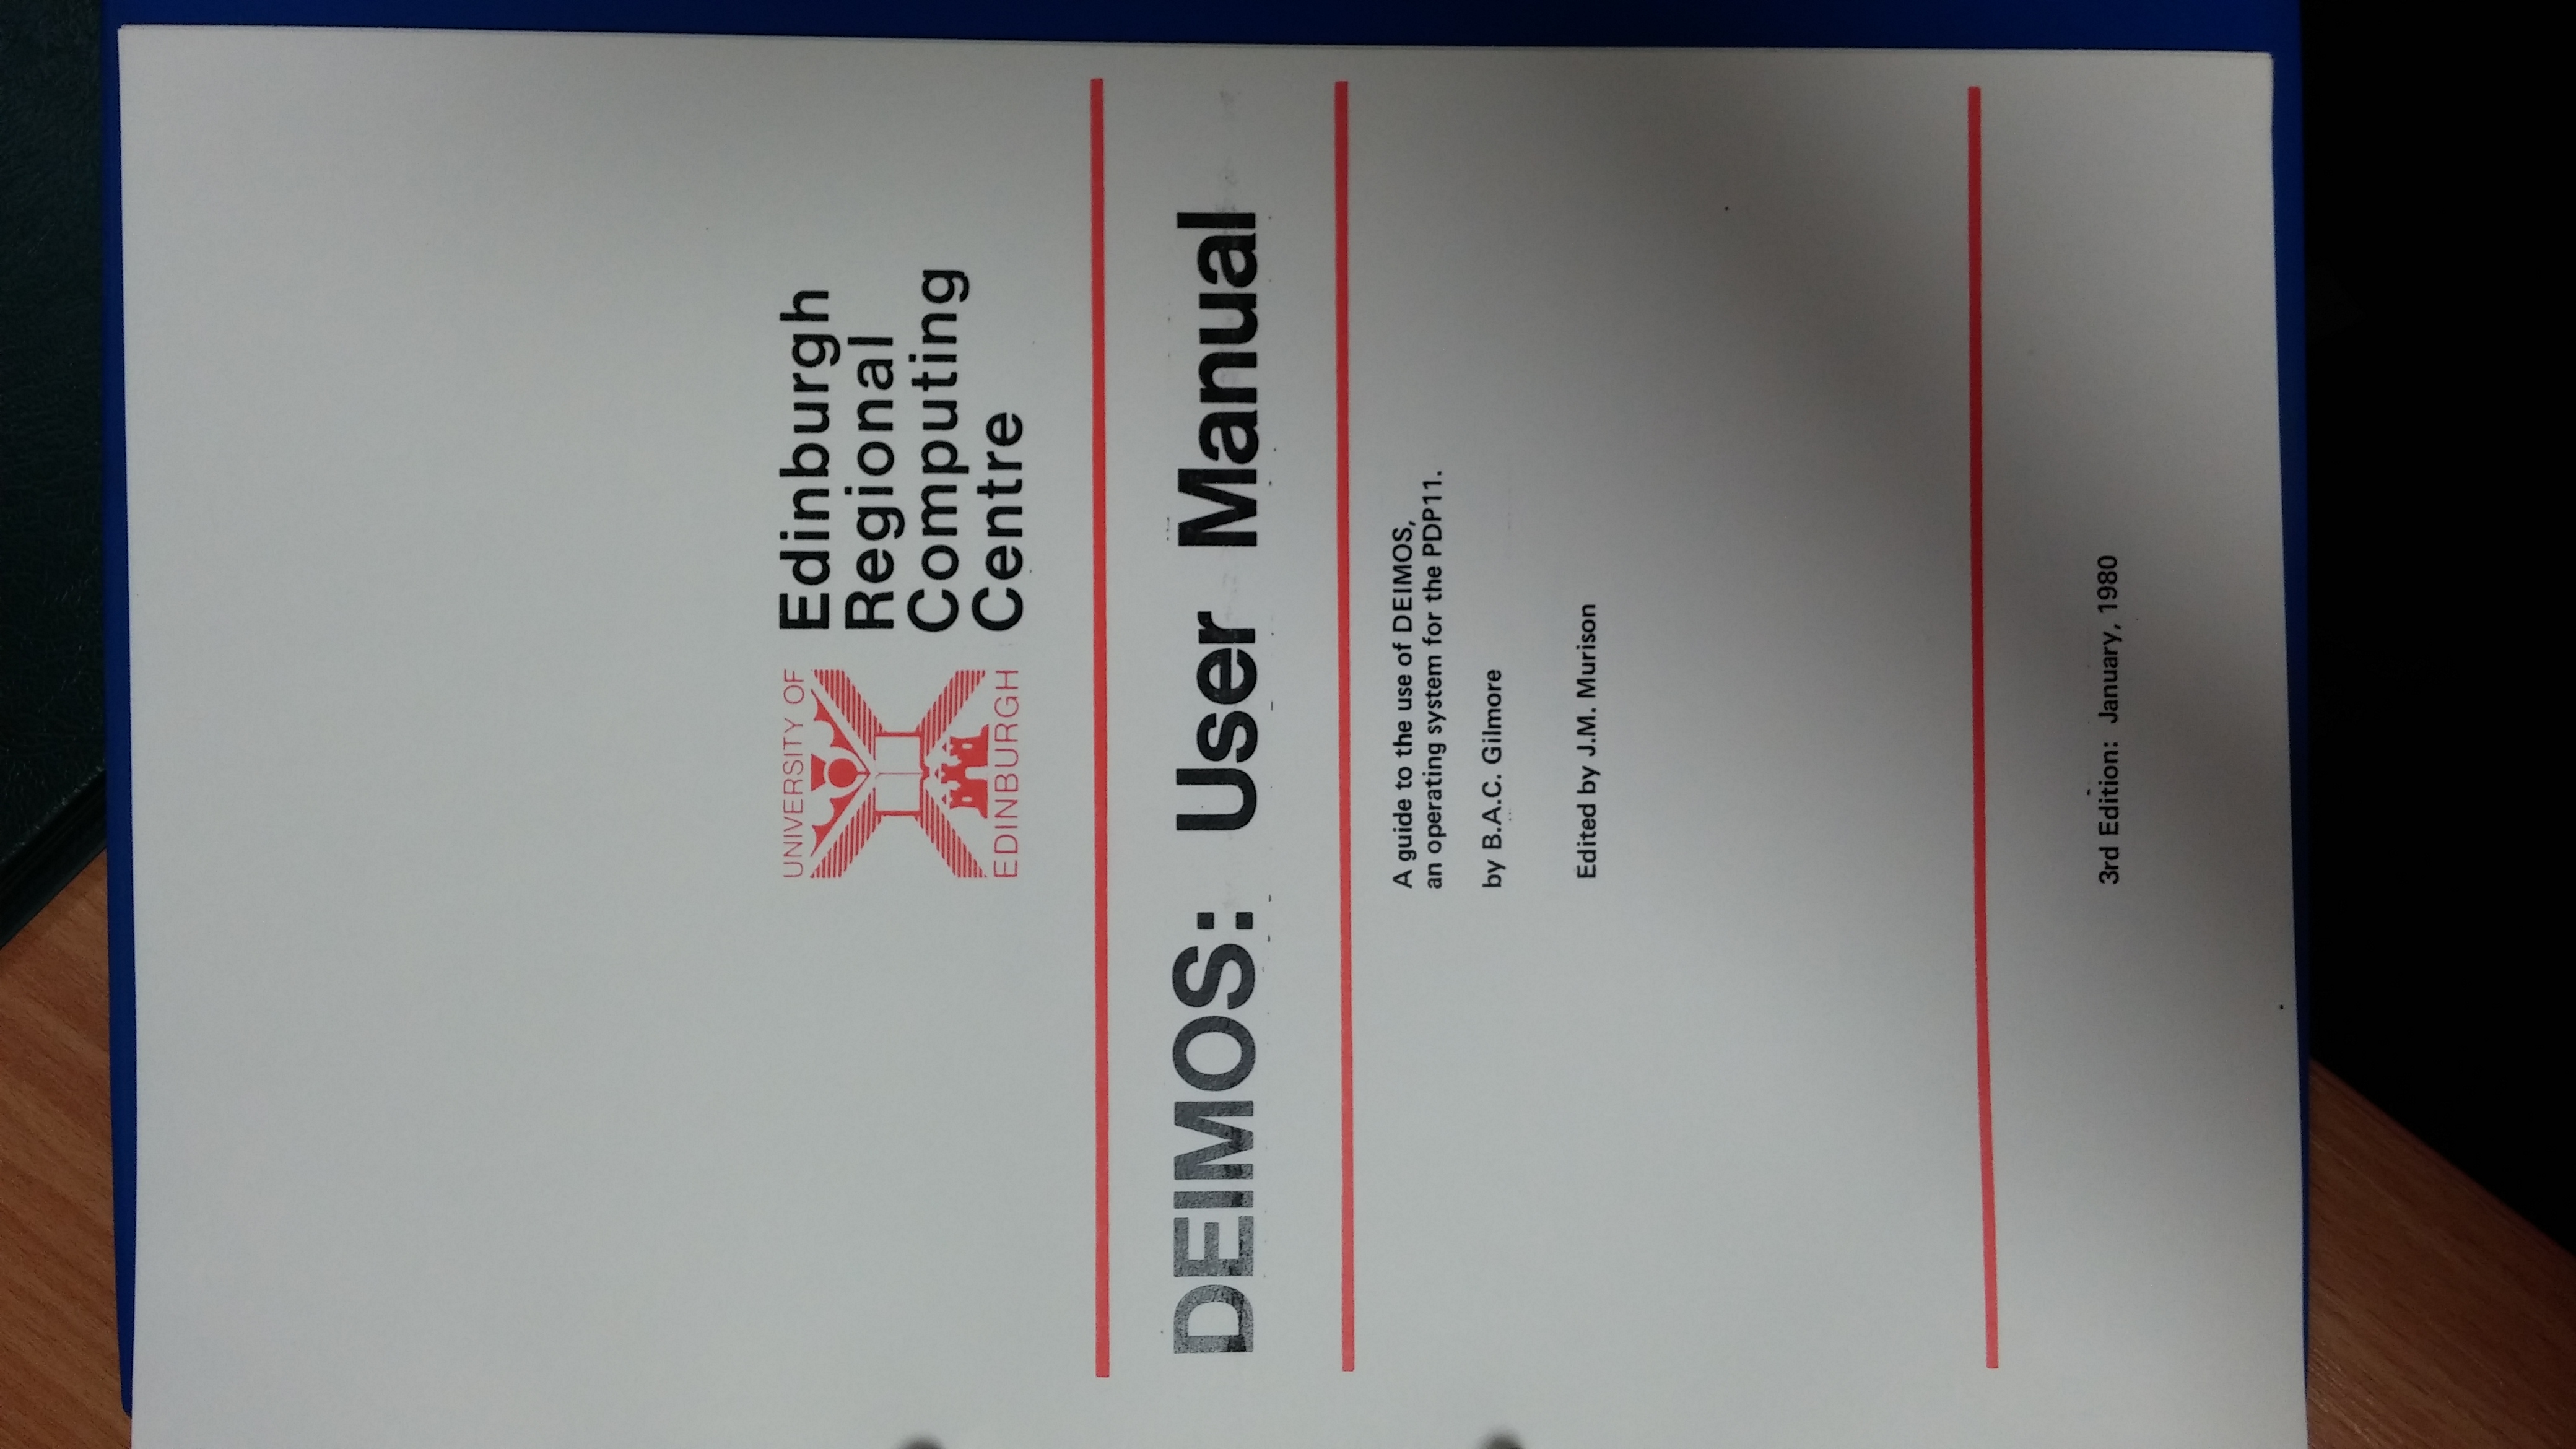 UNIVERSITY OF
EDINBURGH
Edinburgh
Regional
Computing
Centre
DEIMOS: User Manual
A guide to the use of DEIMOS,
an operating system for the PDP11.
by B.A.C. Gilmore
Edited by J.M. Murison
3rd Edition: January, 1980